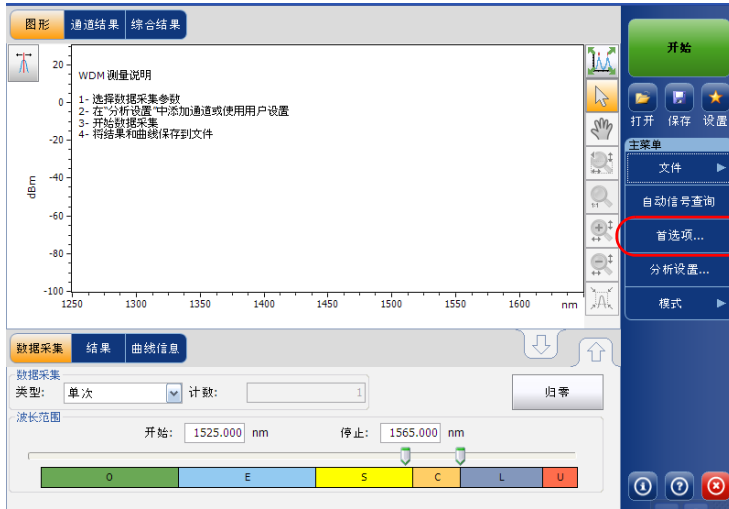 图形 通道结果 综合结果
20
0
-20
-40
-60
-80
-100
dBm
WDM 测量说明
1- 选择数据采集参数
2- 在"分析设置"中添加通道或使用用户设置
3- 开始数据采集
4- 将结果和曲线保存到文件
1250 1300 1350 1400 1450 1500 1550 1600 nm
1:1
开始
打开 保存 设置
主菜单
文件
自动信号查询
首选项...
分析设置...
模式
数据采集 结果 曲线信息
数据采集
类型: 单次 计数: 1 归零
波长范围
开始: 1525.000 nm 停止: 1565.000 nm
O E S C L U